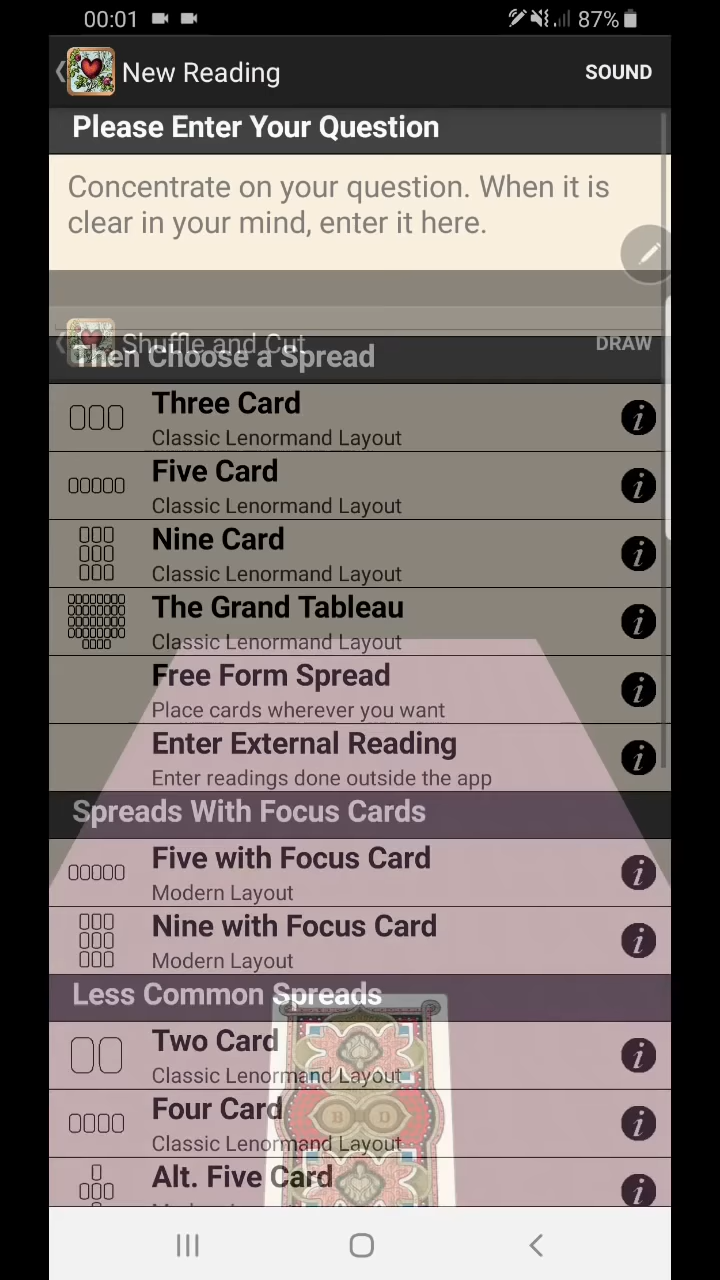 00:01
87%
New Reading
SOUND
Please Enter Your Question
Concentrate on your question. When it is
clear in your mind, enter it here.
Shuffle and Cut
DRAW
Then Choose a Spread
Three Card
Classic Lenormand Layout
Five Card
Classic Lenormand Layout
Nine Card
Classic Lenormand Layout
The Grand Tableau
Classic Lenormand Layout
Free Form Spread
Place cards wherever you want
Enter External Reading
Enter readings done outside the app
Spreads With Focus Cards
Five with Focus Card
Modern Layout
Nine with Focus Card
Modern Layout
Less Common Spreads
Two Card
Classic Lenormand Layout
Four Card
Classic Lenormand Layout
B D
Alt. Five Card